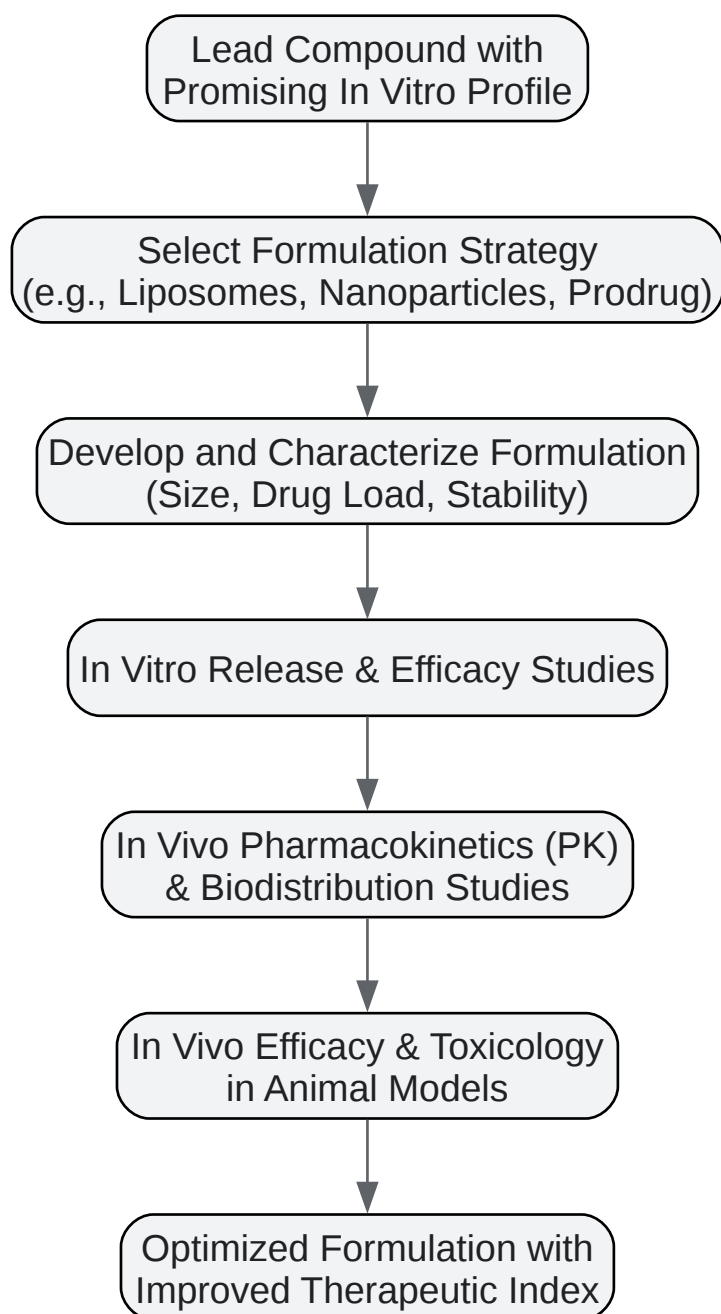 Lead Compound with
Promising In Vitro Profile
Select Formulation Strategy
(e.g., Liposomes, Nanoparticles, Prodrug)
Develop and Characterize Formulation
(Size, Drug Load, Stability)
In Vitro Release & Efficacy Studies
In Vivo Pharmacokinetics (PK)
& Biodistribution Studies
In Vivo Efficacy & Toxicology
in Animal Models
Optimized Formulation with
Improved Therapeutic Index